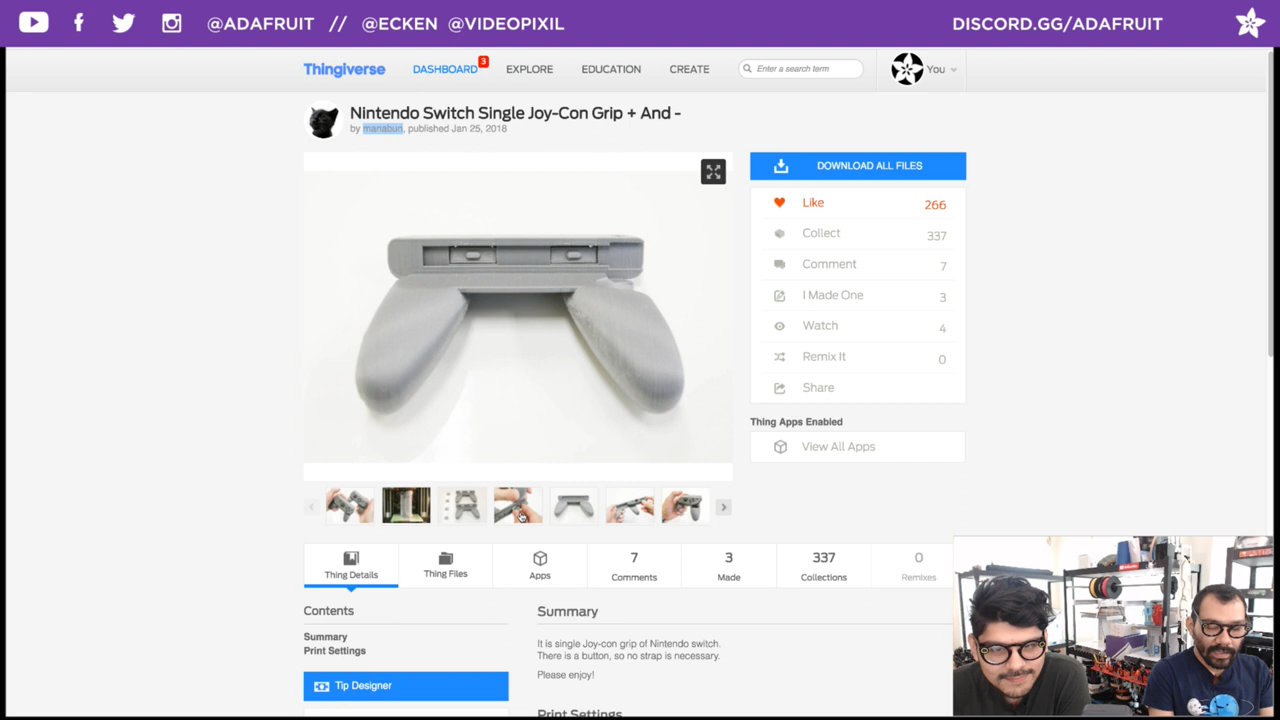 @ADAFRUIT // @ECKEN @VIDEOPIXIL
DISCORD.GG/ADAFRUIT
Thingiverse
DASHBOARD
3
EXPLORE
EDUCATION
CREATE
Enter a search term
You
Nintendo Switch Single Joy-Con Grip + And -
by manabun, published Jan 25, 2018
DOWNLOAD ALL FILES
Like 266
Collect 337
Comment 7
I Made One 3
Watch 4
Remix It 0
Share
Thing Apps Enabled
View All Apps
Thing Details
Thing Files
Apps
7
Comments
3
Made
337
Collections
0
Remixes
Contents
Summary
Print Settings
Tip Designer
Summary
It is single Joy-con grip of Nintendo switch.
There is a button, so no strap is necessary.
Please enjoy!
Print Settings